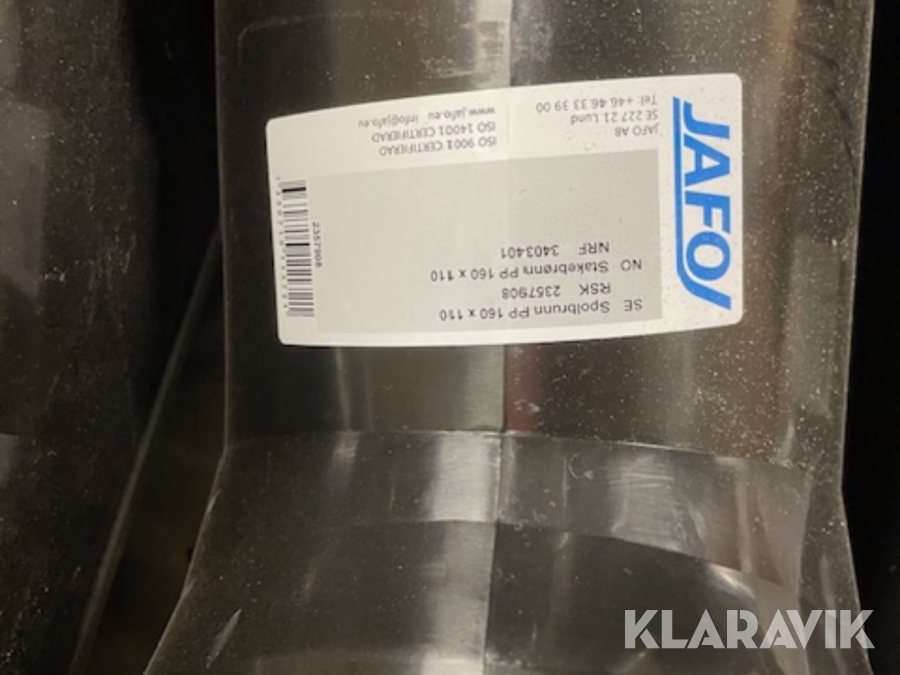 JAFO
JAFO AB
SE 227 21 Lund
Tel: +46 46 33 39 00
ISO 9001 CERTIFIERAD
ISO 14001 CERTIFIERAD
www.jafo.eu info@jafo.eu
SE Spolbrunn PP 160 x 110
RSK 2357908
NO Stakebrønn PP 160 x 110
NRF 3403401
2357908
KLARAVIK